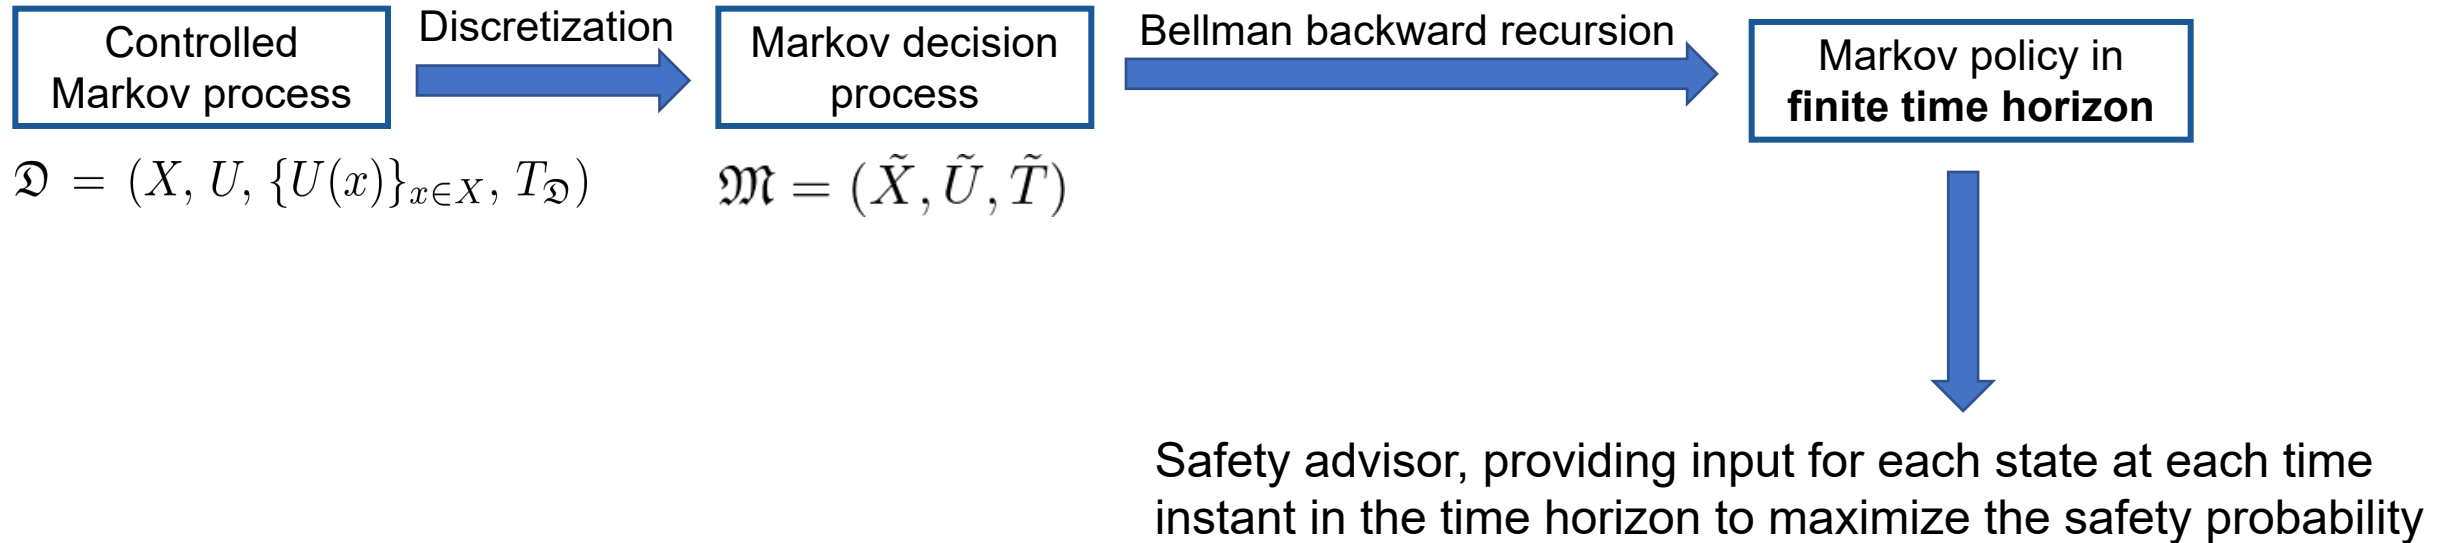 Controlled
Markov process
Discretization
Markov decision
process
Bellman backward recursion
Markov policy in
finite time horizon
𝔇 = (X, U, {U(x)}ₓ∈X, T_𝔇)
𝔐 = (X̃, Ũ, T̃)
Safety advisor, providing input for each state at each time
instant in the time horizon to maximize the safety probability